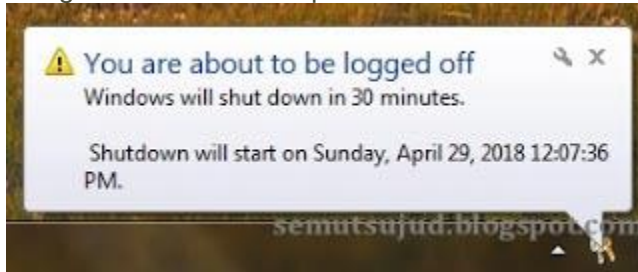 You are about to be logged off
Windows will shut down in 30 minutes.
Shutdown will start on Sunday, April 29, 2018 12:07:36
PM.
semutsujud.blogspot.com